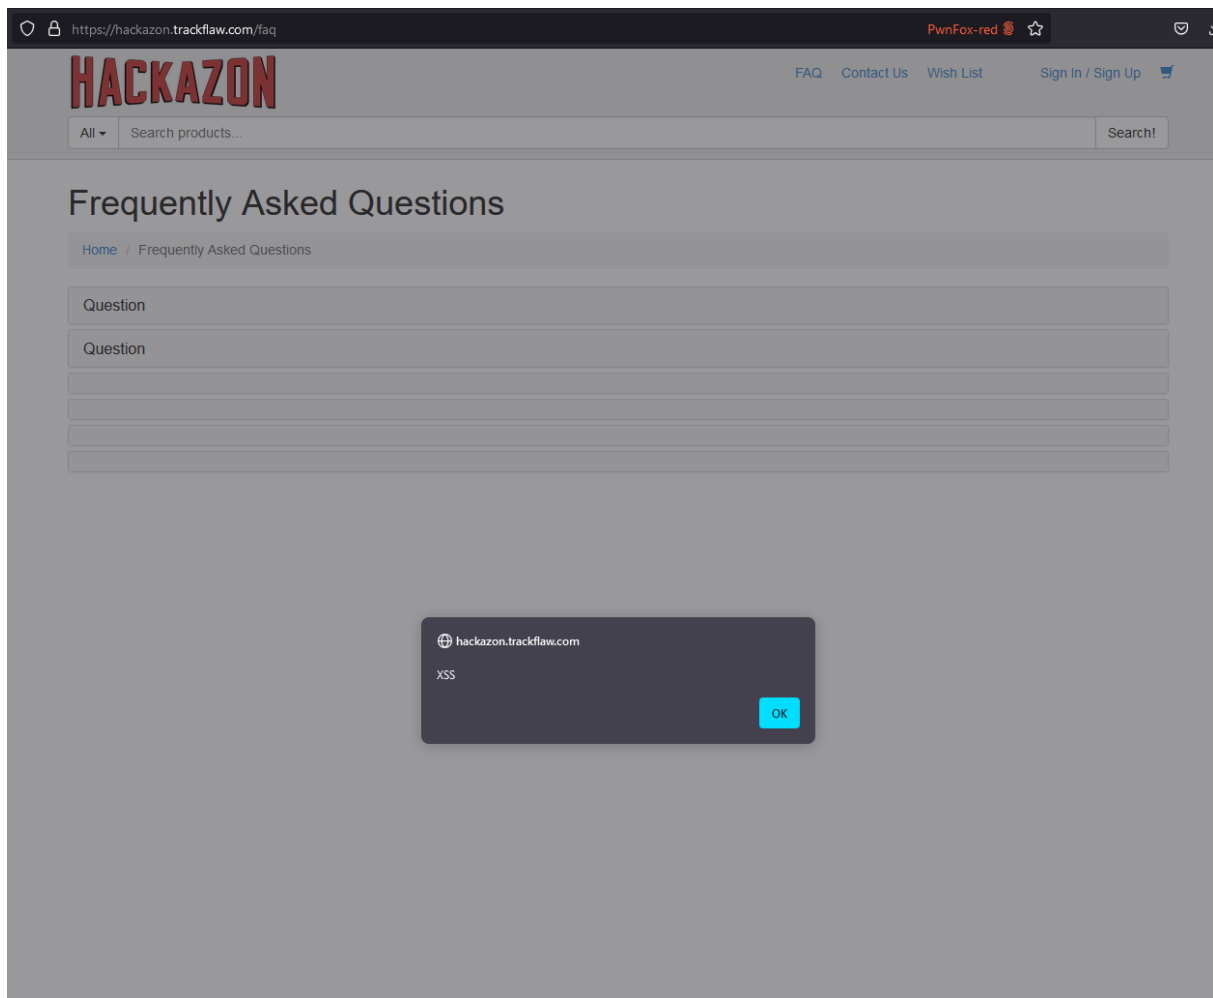 https://hackazon.trackflaw.com/faq PwnFox-red
HACKAZON
FAQ Contact Us Wish List Sign In / Sign Up
All Search products... Search!
Frequently Asked Questions
Home / Frequently Asked Questions
Question
Question
hackazon.trackflaw.com
XSS
OK